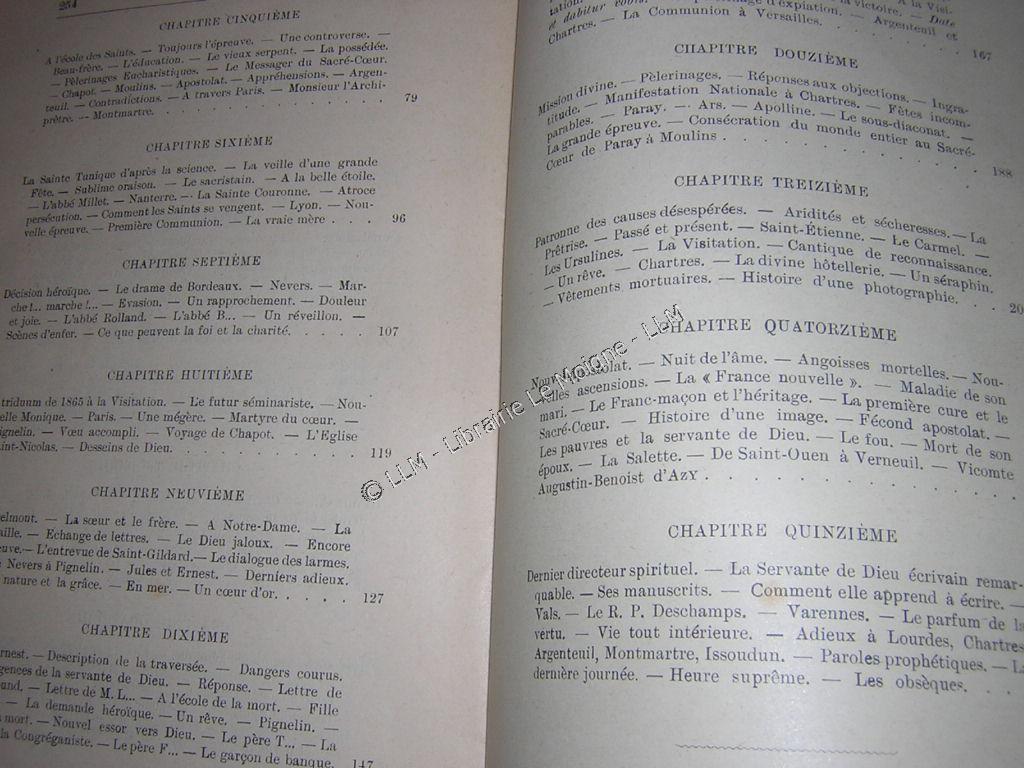 254
CHAPITRE CINQUIÈME
A l'école des Saints. — Toujours l'épreuve. — Une controverse. —
Beau-frère. — L'éducation. — Le vieux serpent. — La possédée.
— Pèlerinages Eucharistiques. — Le Messager du Sacré-Cœur.
— Chapot. — Moulins. — Apostolat. — Appréhensions. — Argen-
teuil. — Contradictions. — A travers Paris. — Monsieur l'Archi-
prêtre. — Montmartre. . . . . . . . . . . . . 79
CHAPITRE SIXIÈME
La Sainte Tunique d'après la science. — La veille d'une grande
Fête. — Sublime oraison. — Le sacristain. — A la belle étoile.
— L'abbé Millet. — Nanterre. — La Sainte Couronne. — Atroce
persécution. — Comment les Saints se vengent. — Lyon. — Nou-
velle épreuve. — Première Communion. — La vraie mère . . . 96
CHAPITRE SEPTIÈME
Décision héroïque. — Le drame de Bordeaux. — Nevers. — Mar-
che!... marche!... — Evasion. — Un rapprochement. — Douleur
et joie. — L'abbé Rolland. — L'abbé B... — Un réveillon. —
Scènes d'enfer. — Ce que peuvent la foi et la charité. . . . . 107
CHAPITRE HUITIÈME
tridunm de 1865 à la Visitation. — Le futur séminariste. — Nou-
elle Monique. — Paris. — Une mégère. — Martyre du cœur. —
ignelin. — Vœu accompli. — Voyage de Chapot. — L'Eglise
int-Nicolas. — Desseins de Dieu. . . . . . . . . . . 119
CHAPITRE NEUVIÈME
elmont. — La sœur et le frère. — A Notre-Dame. — La
aille. — Echange de lettres. — Le Dieu jaloux. — Encore
euve. — L'entrevue de Saint-Gildard. — Le dialogue des larmes.
Nevers à Pignelin. — Jules et Ernest. — Derniers adieux.
nature et la grâce. — En mer. — Un cœur d'or. . . . . 127
CHAPITRE DIXIÈME
rnest. — Description de la traversée. — Dangers courus.
gences de la servante de Dieu. — Réponse. — Lettre de
und. — Lettre de M. L... — A l'école de la mort. — Fille
— La demande héroïque. — Un rêve. — Pignelin. —
mort. — Nouvel essor vers Dieu. — Le père T... — La
la Congréganiste. — Le père F... — Le garçon de banque. 147
victoire. — Date
et dabitur vobis. d'expiation. — Argenteuil et
Chartres. — La Communion à Versailles. . . . . . . 167
CHAPITRE DOUZIÈME
Mission divine. — Pèlerinages. — Réponses aux objections. — Ingra-
titude. — Manifestation Nationale à Chartres. — Fêtes incom-
parables. — Paray. — Ars. — Apolline. — Le sous-diaconat. —
La grande épreuve. — Consécration du monde entier au Sacré-
Cœur de Paray à Moulins . . . . . . . . . . . 188
CHAPITRE TREIZIÈME
Patronne des causes désespérées. — Aridités et sécheresses. — La
Prêtrise. — Passé et présent. — Saint-Étienne. — Le Carmel. —
Les Ursulines. — La Visitation. — Cantique de reconnaissance.
— Un rêve. — Chartres. — La divine hôtellerie. — Un séraphin.
— Vêtements mortuaires. — Histoire d'une photographie. . 20
CHAPITRE QUATORZIÈME
Nouvel apostolat. — Nuit de l'âme. — Angoisses mortelles. — Nou-
velles ascensions. — La « France nouvelle ». — Maladie de son
mari. — Le Franc-maçon et l'héritage. — La première cure et le
Sacré-Cœur. — Histoire d'une image. — Fécond apostolat. —
Les pauvres et la servante de Dieu. — Le fou. — Mort de son
époux. — La Salette. — De Saint-Ouen à Verneuil. — Vicomte
Augustin-Benoist d'Azy . . . . . . . . . . .
CHAPITRE QUINZIÈME
Dernier directeur spirituel. — La Servante de Dieu écrivain remar-
quable. — Ses manuscrits. — Comment elle apprend à écrire. —
Vals. — Le R. P. Deschamps. — Varennes. — Le parfum de la
vertu. — Vie tout intérieure. — Adieux à Lourdes, Chartres
Argenteuil, Montmartre, Issoudun. — Paroles prophétiques. — La
dernière journée. — Heure suprême. — Les obsèques. . . .
© LLM - Librairie Le Moigne - LLM